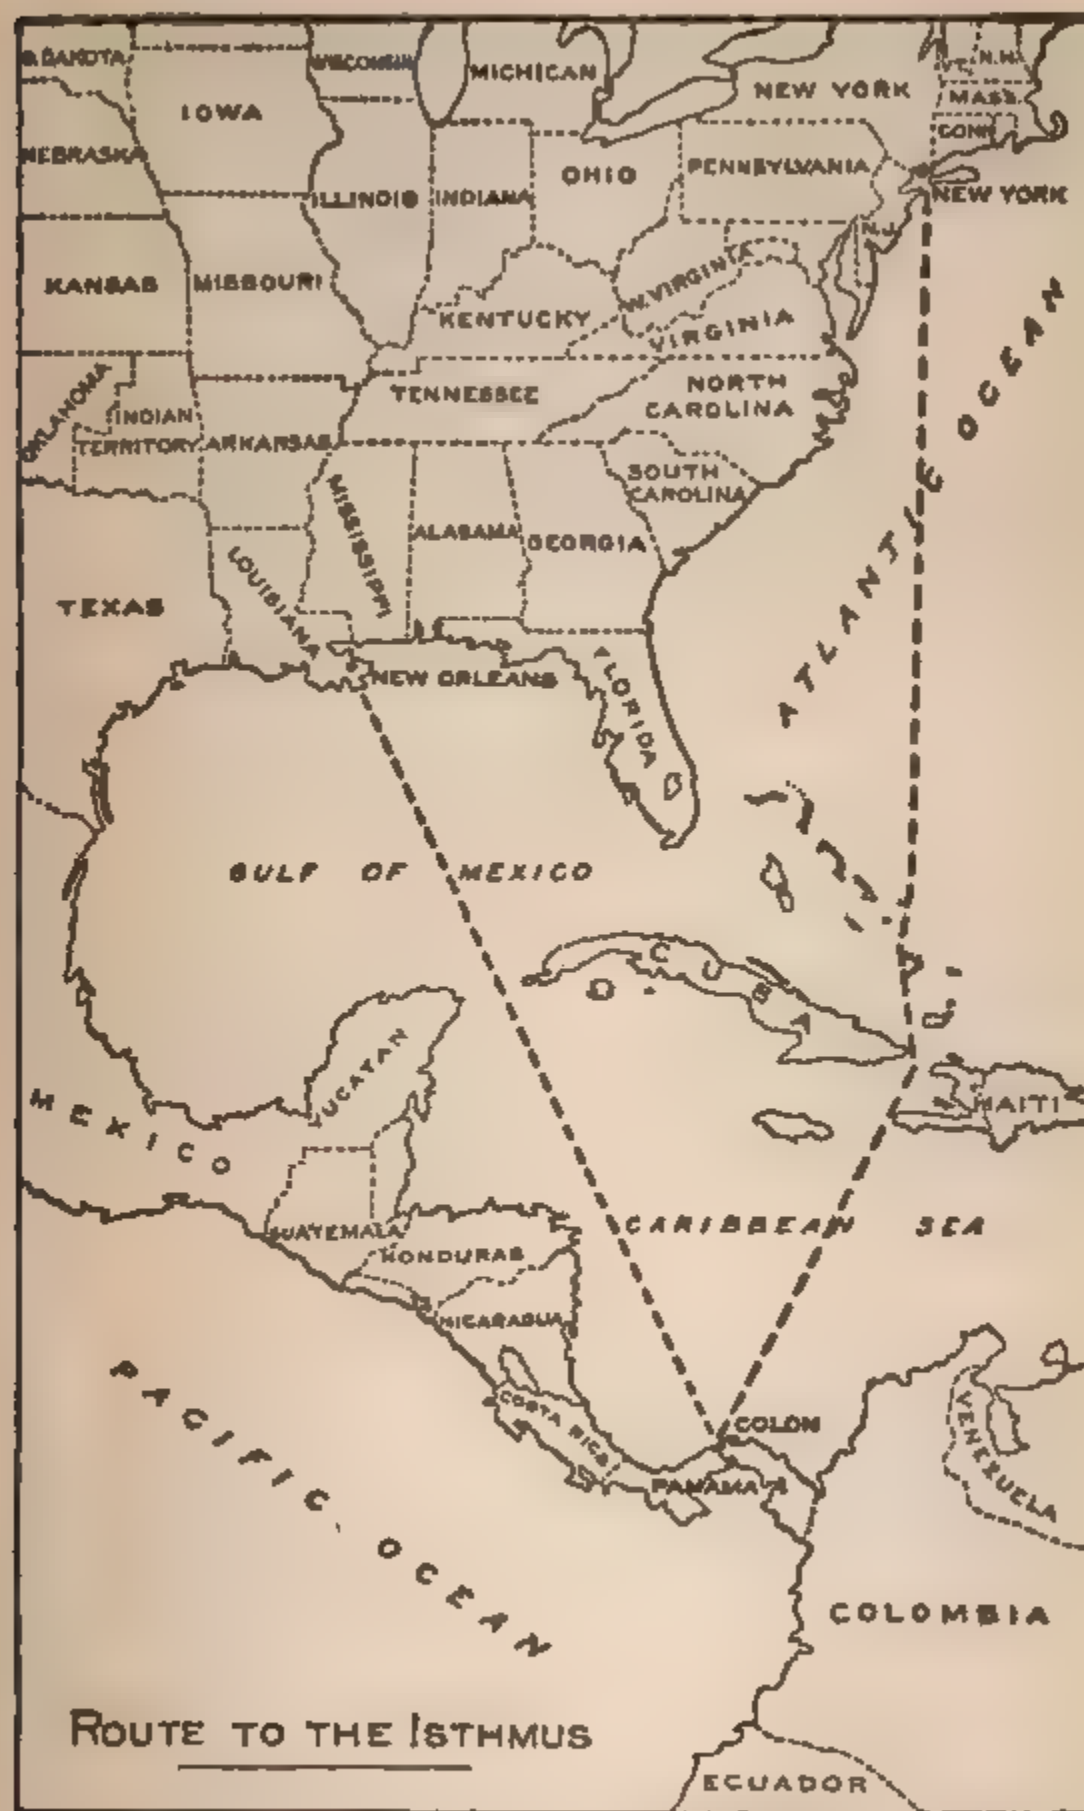 S. DAKOTA
WISCONSIN
MICHICAN
VT.
N.H.
IOWA
NEW YORK
MASS.
CONN.
NEBRASKA
ILLINOIS
INDIANA
OHIO
PENNSYLVANIA
NEW YORK
N.J.
KANSAS
MISSOURI
W. VIRGINIA
KENTUCKY
VIRGINIA
OKLAHOMA
INDIAN
TERRITORY
ARKANSAS
TENNESSEE
NORTH
CAROLINA
SOUTH
CAROLINA
MISSISSIPPI
ALABAMA
GEORGIA
ATLANTIC OCEAN
TEXAS
LOUISIANA
NEW ORLEANS
FLORIDA
GULF OF MEXICO
CUBA
YUCATAN
HAITI
MEXICO
GUATEMALA
HONDURAS
CARIBBEAN SEA
NICARAGUA
COSTA RICA
COLON
PANAMA
VENEZUELA
PACIFIC OCEAN
COLOMBIA
ROUTE TO THE ISTHMUS
ECUADOR